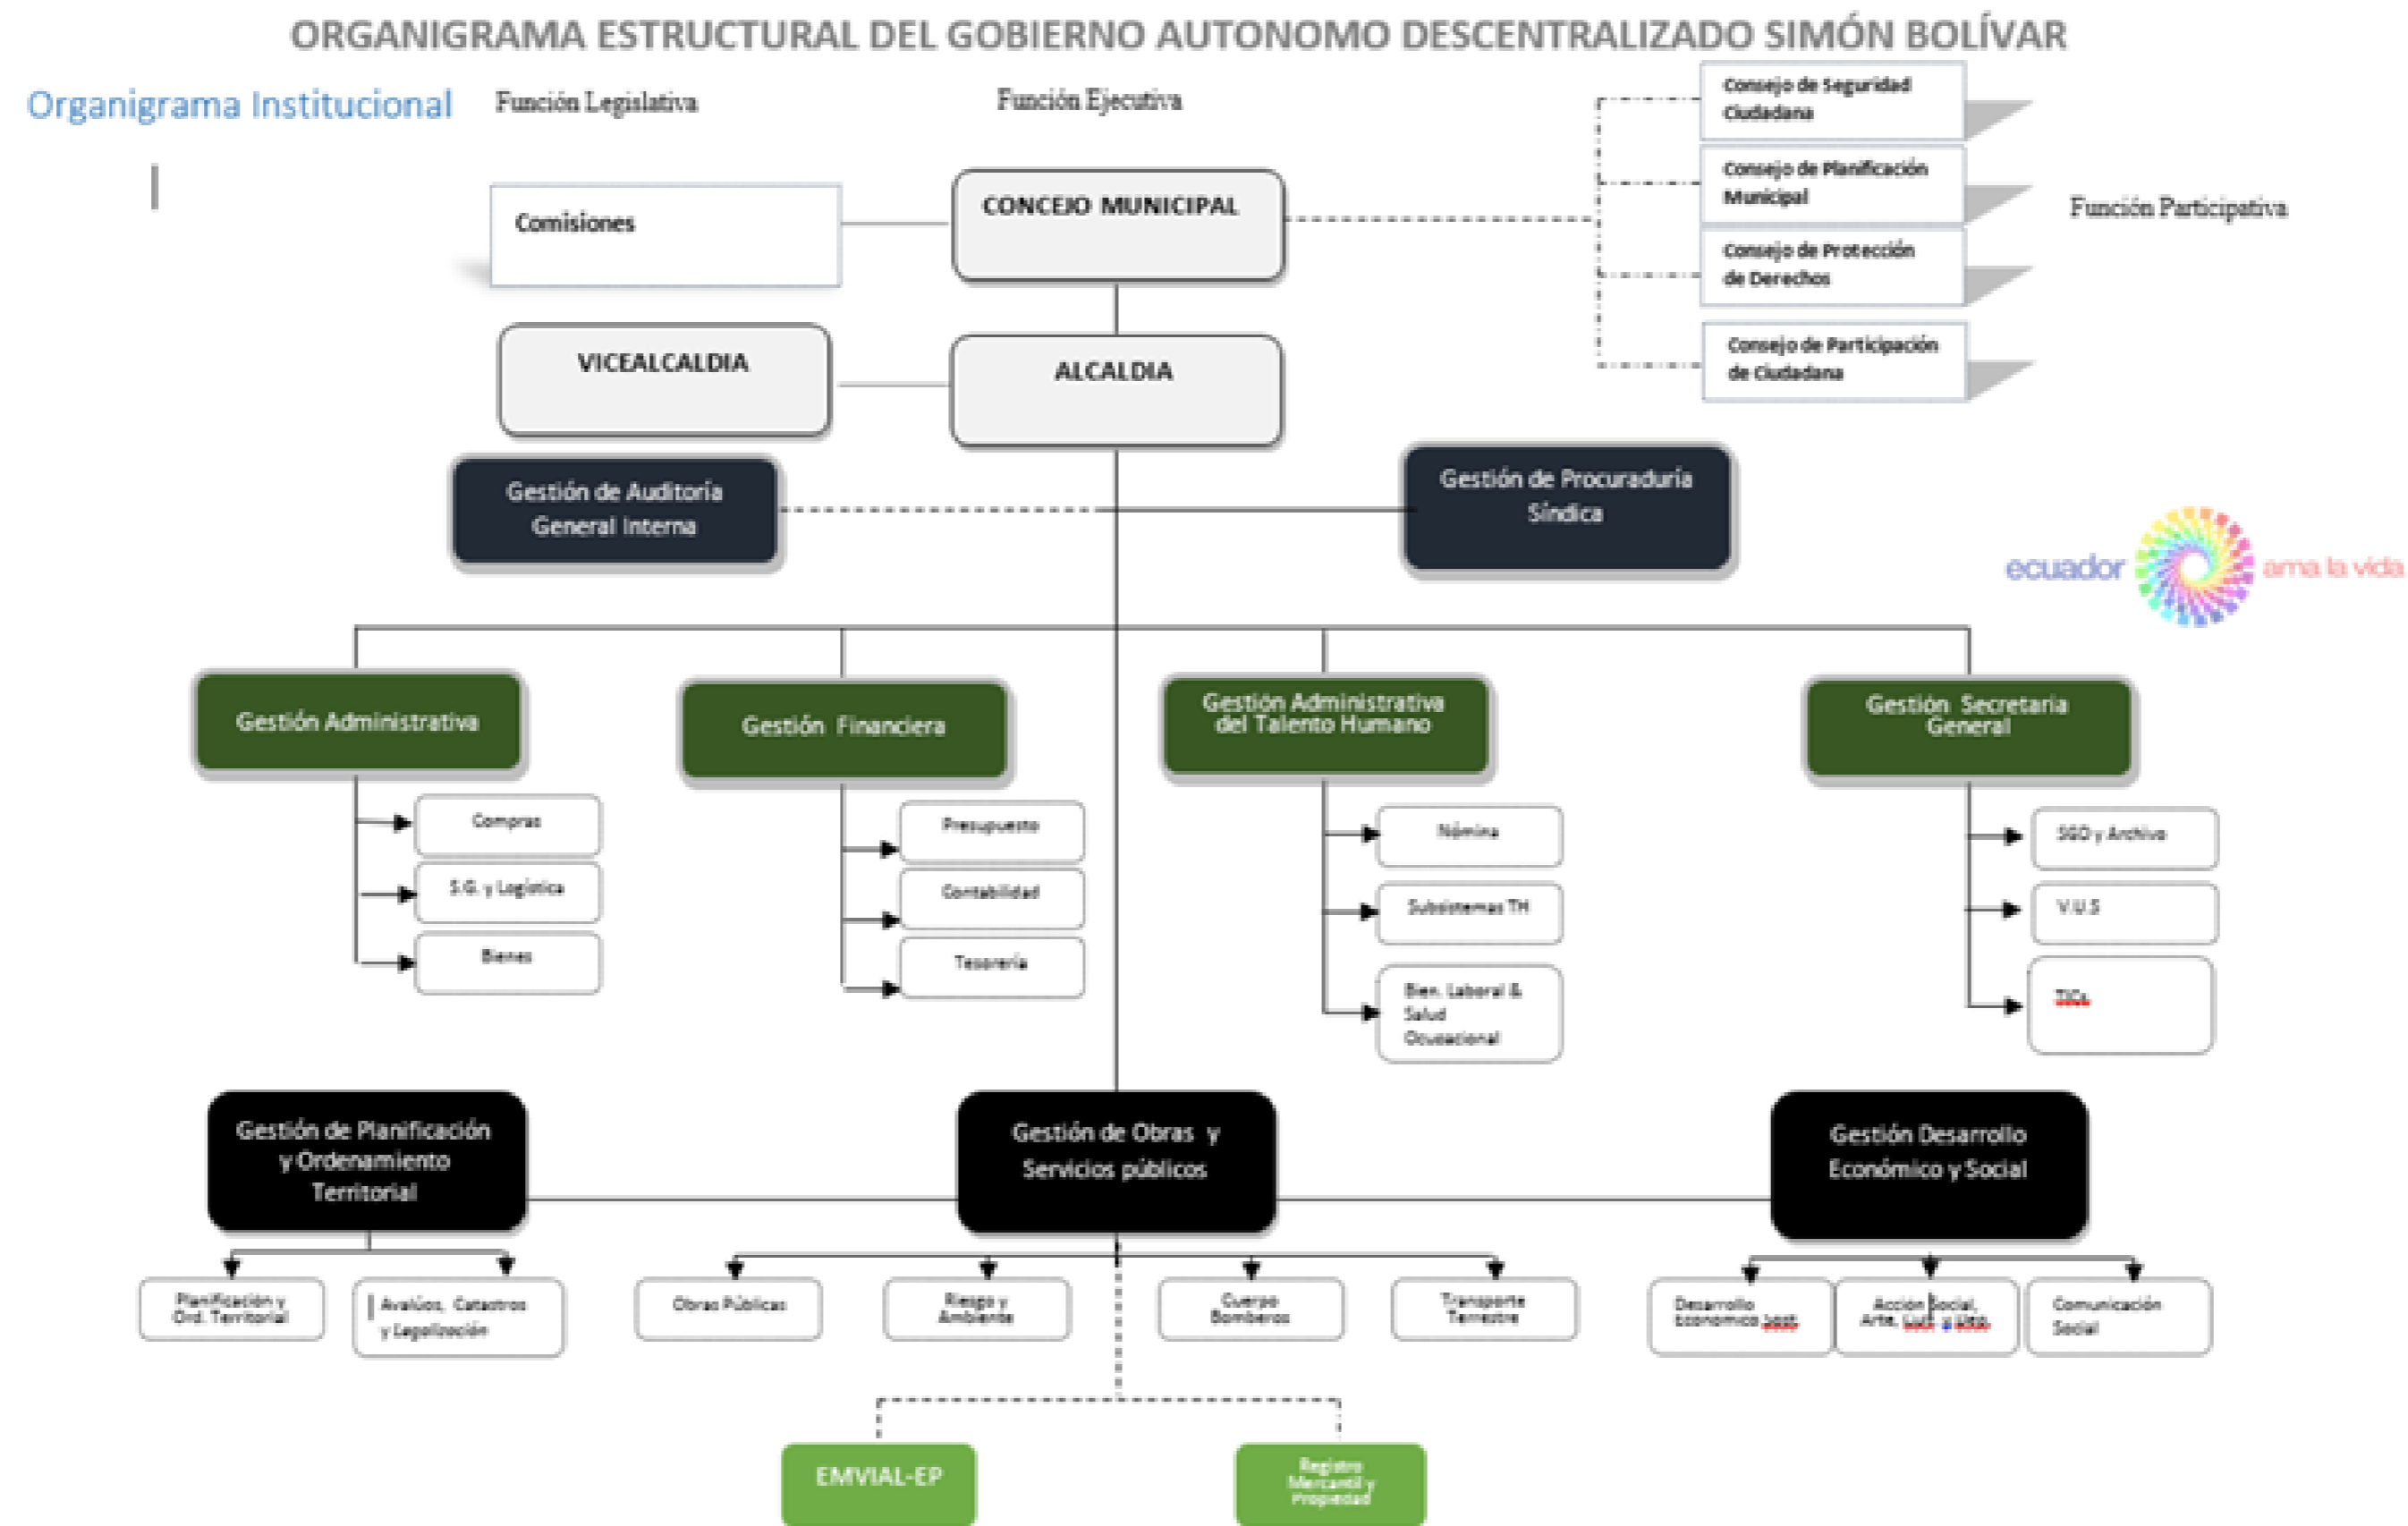 ORGANIGRAMA ESTRUCTURAL DEL GOBIERNO AUTONOMO DESCENTRALIZADO SIMÓN BOLÍVAR
Organigrama Institucional
Función Legislativa
Función Ejecutiva
Consejo de Seguridad
Ciudadana
Consejo de Planificación
Municipal
Función Participativa
Consejo de Protección
de Derechos
Consejo de Participación
de Ciudadana
Comisiones
CONCEJO MUNICIPAL
VICEALCALDIA
ALCALDIA
Gestión de Auditoría
General Interna
Gestión de Procuraduría
Síndica
ecuador
ama la vida
Gestión Administrativa
Gestión Financiera
Gestión Administrativa
del Talento Humano
Gestión Secretaria
General
Compras
S.G. y Logística
Bienes
Presupuesto
Contabilidad
Tesorería
Nómina
Subsistemas TH
Bien. Laboral &
Salud
Ocupacional
SGD y Archivo
V.U.S
TICs
Gestión de Planificación
y Ordenamiento
Territorial
Gestión de Obras y
Servicios públicos
Gestión Desarrollo
Económico y Social
Planificación y
Ord. Territorial
Avalúos, Catastros
y Legalización
Obras Públicas
Riesgo y
Ambiente
Cuerpo
Bomberos
Transporte
Terrestre
Desarrollo
Económico Sost
Acción Social,
Arte, Cult. y Dep.
Comunicación
Social
EMVIAL-EP
Registro
Mercantil y
Propiedad